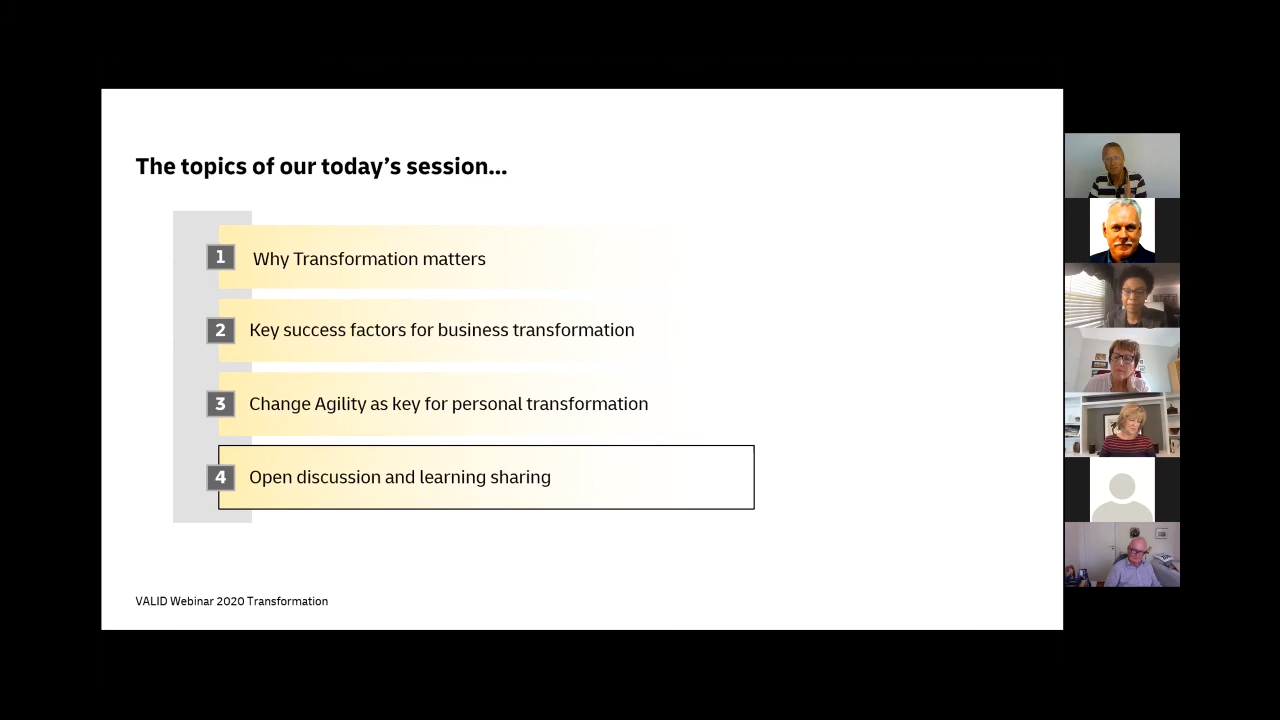 The topics of our today’s session...
1 Why Transformation matters
2 Key success factors for business transformation
3 Change Agility as key for personal transformation
4 Open discussion and learning sharing
VALID Webinar 2020 Transformation